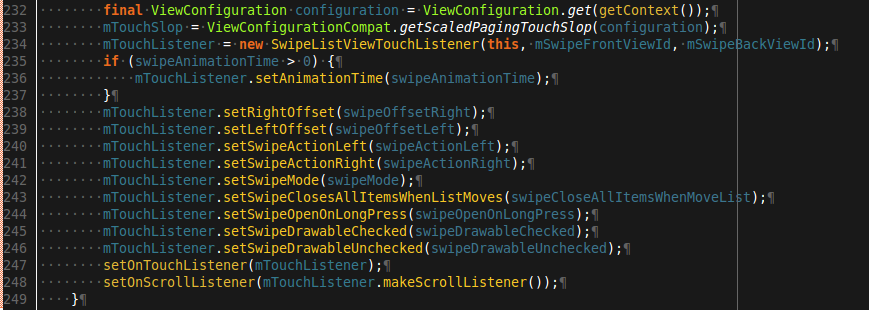 232 final ViewConfiguration configuration = ViewConfiguration.get(getContext());¶
233 mTouchSlop = ViewConfigurationCompat.getScaledPagingTouchSlop(configuration);¶
234 mTouchListener = new SwipeListViewTouchListener(this, mSwipeFrontViewId, mSwipeBackViewId);¶
235 if (swipeAnimationTime > 0) {¶
236 mTouchListener.setAnimationTime(swipeAnimationTime);¶
237 }¶
238 mTouchListener.setRightOffset(swipeOffsetRight);¶
239 mTouchListener.setLeftOffset(swipeOffsetLeft);¶
240 mTouchListener.setSwipeActionLeft(swipeActionLeft);¶
241 mTouchListener.setSwipeActionRight(swipeActionRight);¶
242 mTouchListener.setSwipeMode(swipeMode);¶
243 mTouchListener.setSwipeClosesAllItemsWhenListMoves(swipeCloseAllItemsWhenMoveList);¶
244 mTouchListener.setSwipeOpenOnLongPress(swipeOpenOnLongPress);¶
245 mTouchListener.setSwipeDrawableChecked(swipeDrawableChecked);¶
246 mTouchListener.setSwipeDrawableUnchecked(swipeDrawableUnchecked);¶
247 setOnTouchListener(mTouchListener);¶
248 setOnScrollListener(mTouchListener.makeScrollListener());¶
249 }¶